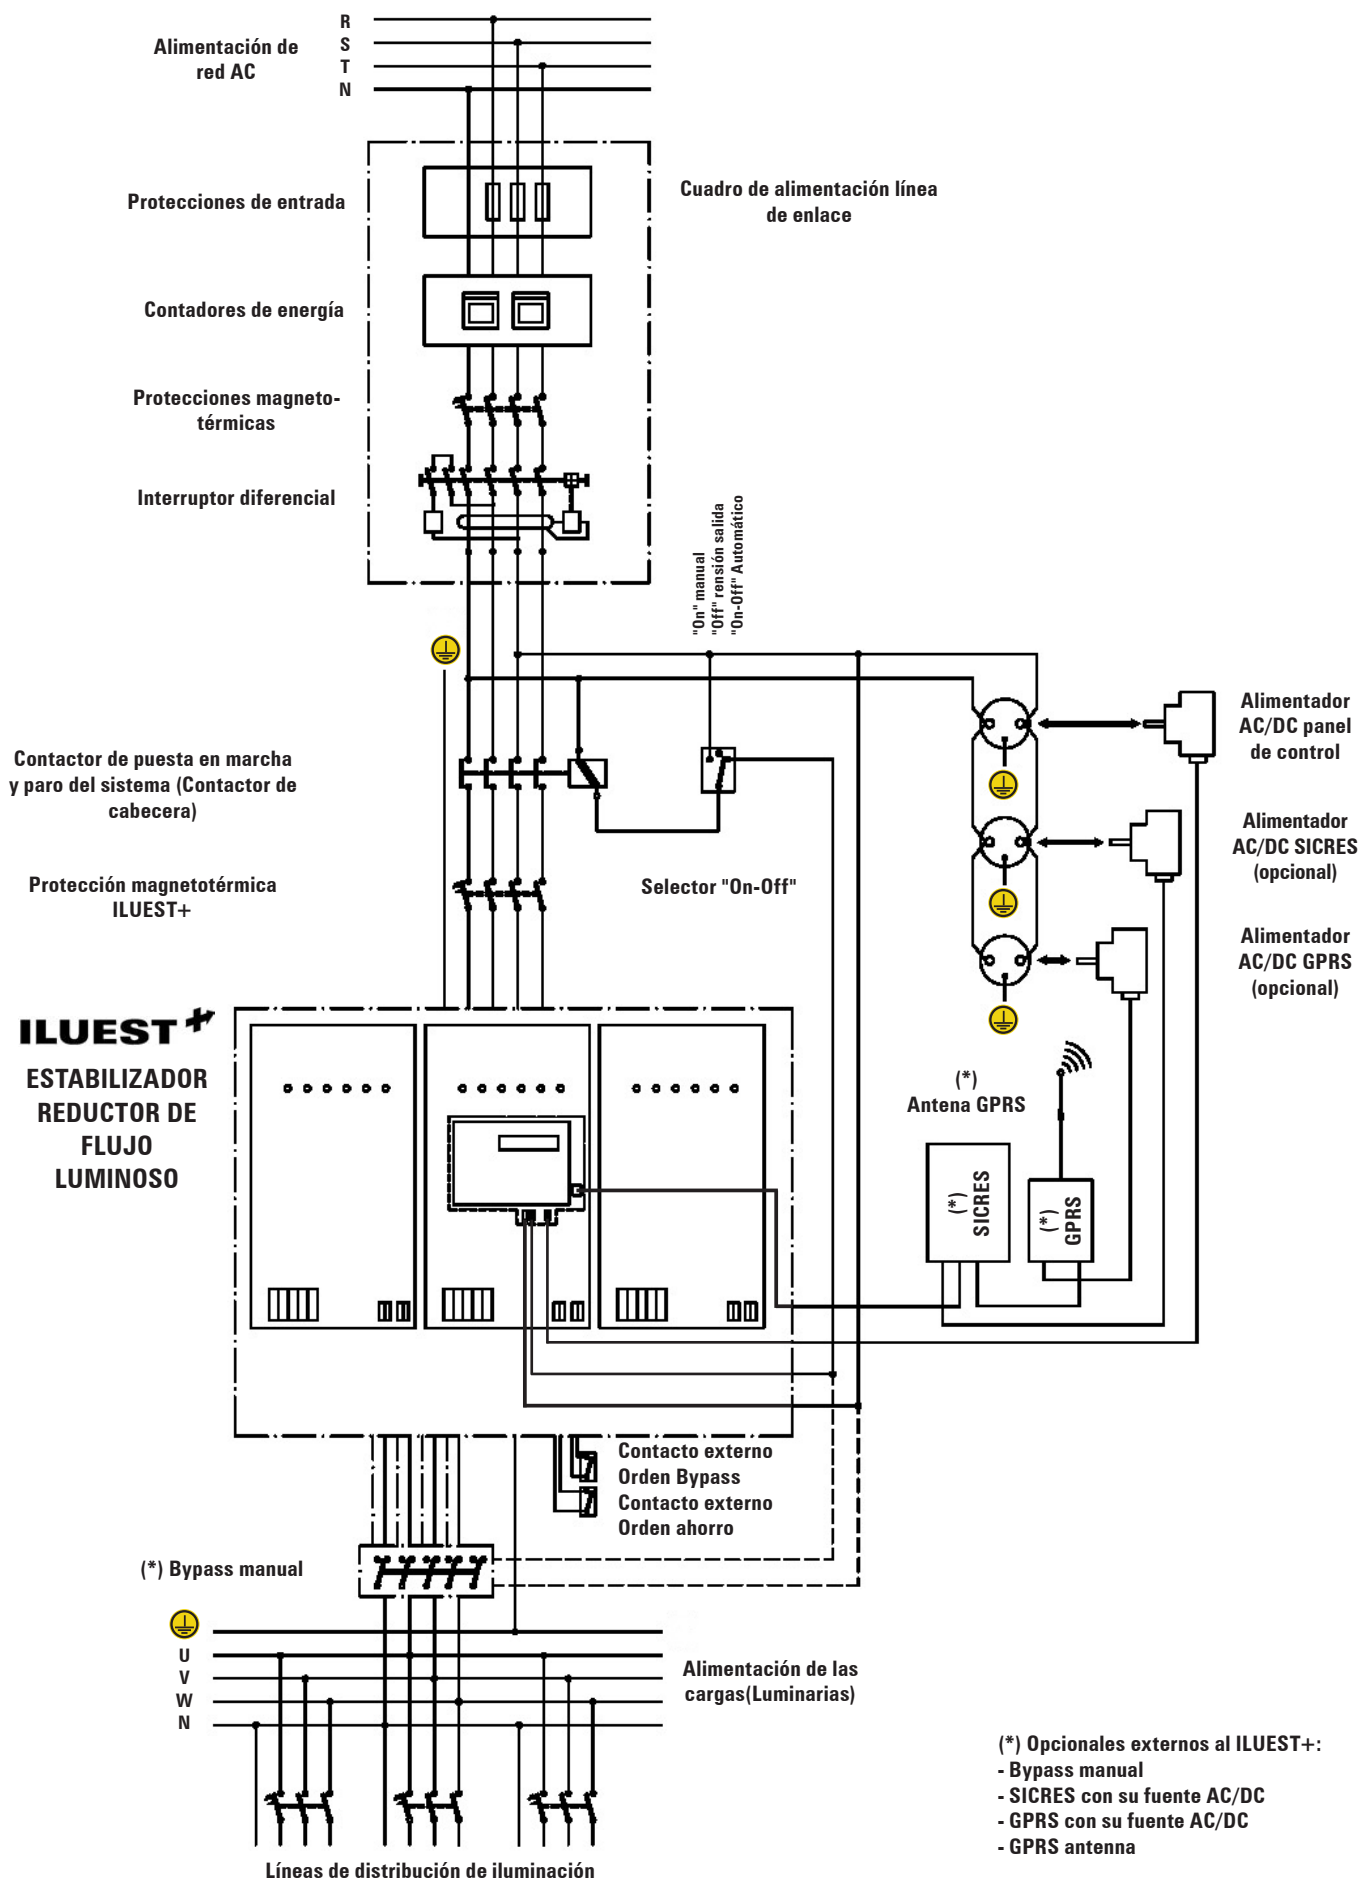 Alimentación de
red AC
R
S
T
N
Protecciones de entrada
Cuadro de alimentación línea
de enlace
Contadores de energía
Protecciones magneto-
térmicas
Interruptor diferencial
"On" manual
"Off" rensión salida
"On-Off" Automático
Alimentador
AC/DC panel
de control
Contactor de puesta en marcha
y paro del sistema (Contactor de
cabecera)
Alimentador
AC/DC SICRES
(opcional)
Protección magnetotérmica
ILUEST+
Selector "On-Off"
Alimentador
AC/DC GPRS
(opcional)
ILUEST+
ESTABILIZADOR
REDUCTOR DE
FLUJO
LUMINOSO
(*)
Antena GPRS
(*)
SICRES
(*)
GPRS
Contacto externo
Orden Bypass
Contacto externo
Orden ahorro
(*) Bypass manual
U
V
W
N
Alimentación de las
cargas(Luminarias)
(*) Opcionales externos al ILUEST+:
- Bypass manual
- SICRES con su fuente AC/DC
- GPRS con su fuente AC/DC
- GPRS antenna
Líneas de distribución de iluminación